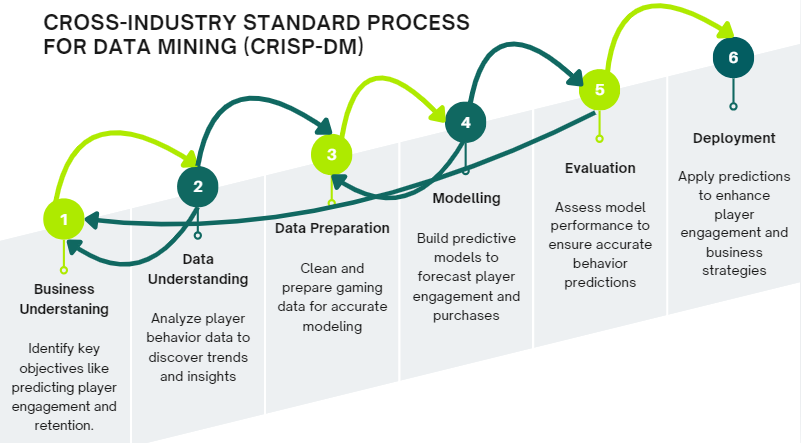 CROSS-INDUSTRY STANDARD PROCESS
FOR DATA MINING (CRISP-DM)
1
Business
Understaning
Identify key
objectives like
predicting player
engagement and
retention.
2
Data
Understanding
Analyze player
behavior data to
discover trends
and insights
3
Data Preparation
Clean and
prepare gaming
data for accurate
modeling
4
Modelling
Build predictive
models to
forecast player
engagement and
purchases
5
Evaluation
Assess model
performance to
ensure accurate
behavior
predictions
6
Deployment
Apply predictions
to enhance
player
engagement and
business
strategies